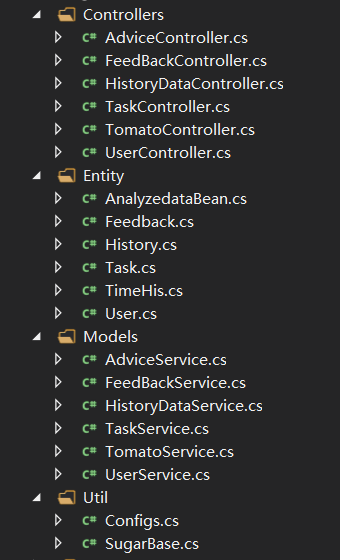 Controllers
C# AdviceController.cs
C# FeedBackController.cs
C# HistoryDataController.cs
C# TaskController.cs
C# TomatoController.cs
C# UserController.cs
Entity
C# AnalyzedataBean.cs
C# Feedback.cs
C# History.cs
C# Task.cs
C# TimeHis.cs
C# User.cs
Models
C# AdviceService.cs
C# FeedBackService.cs
C# HistoryDataService.cs
C# TaskService.cs
C# TomatoService.cs
C# UserService.cs
Util
C# Configs.cs
C# SugarBase.cs